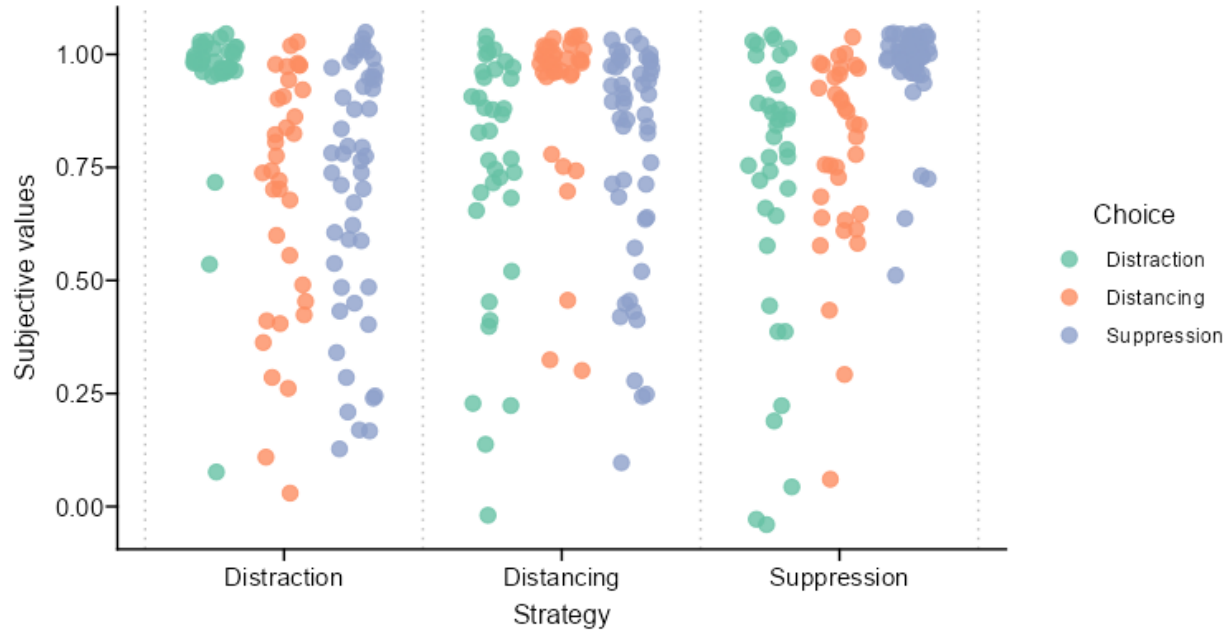 Subjective values
1.00
0.75
0.50
0.25
0.00
Distraction
Distancing
Suppression
Strategy
Choice
Distraction
Distancing
Suppression